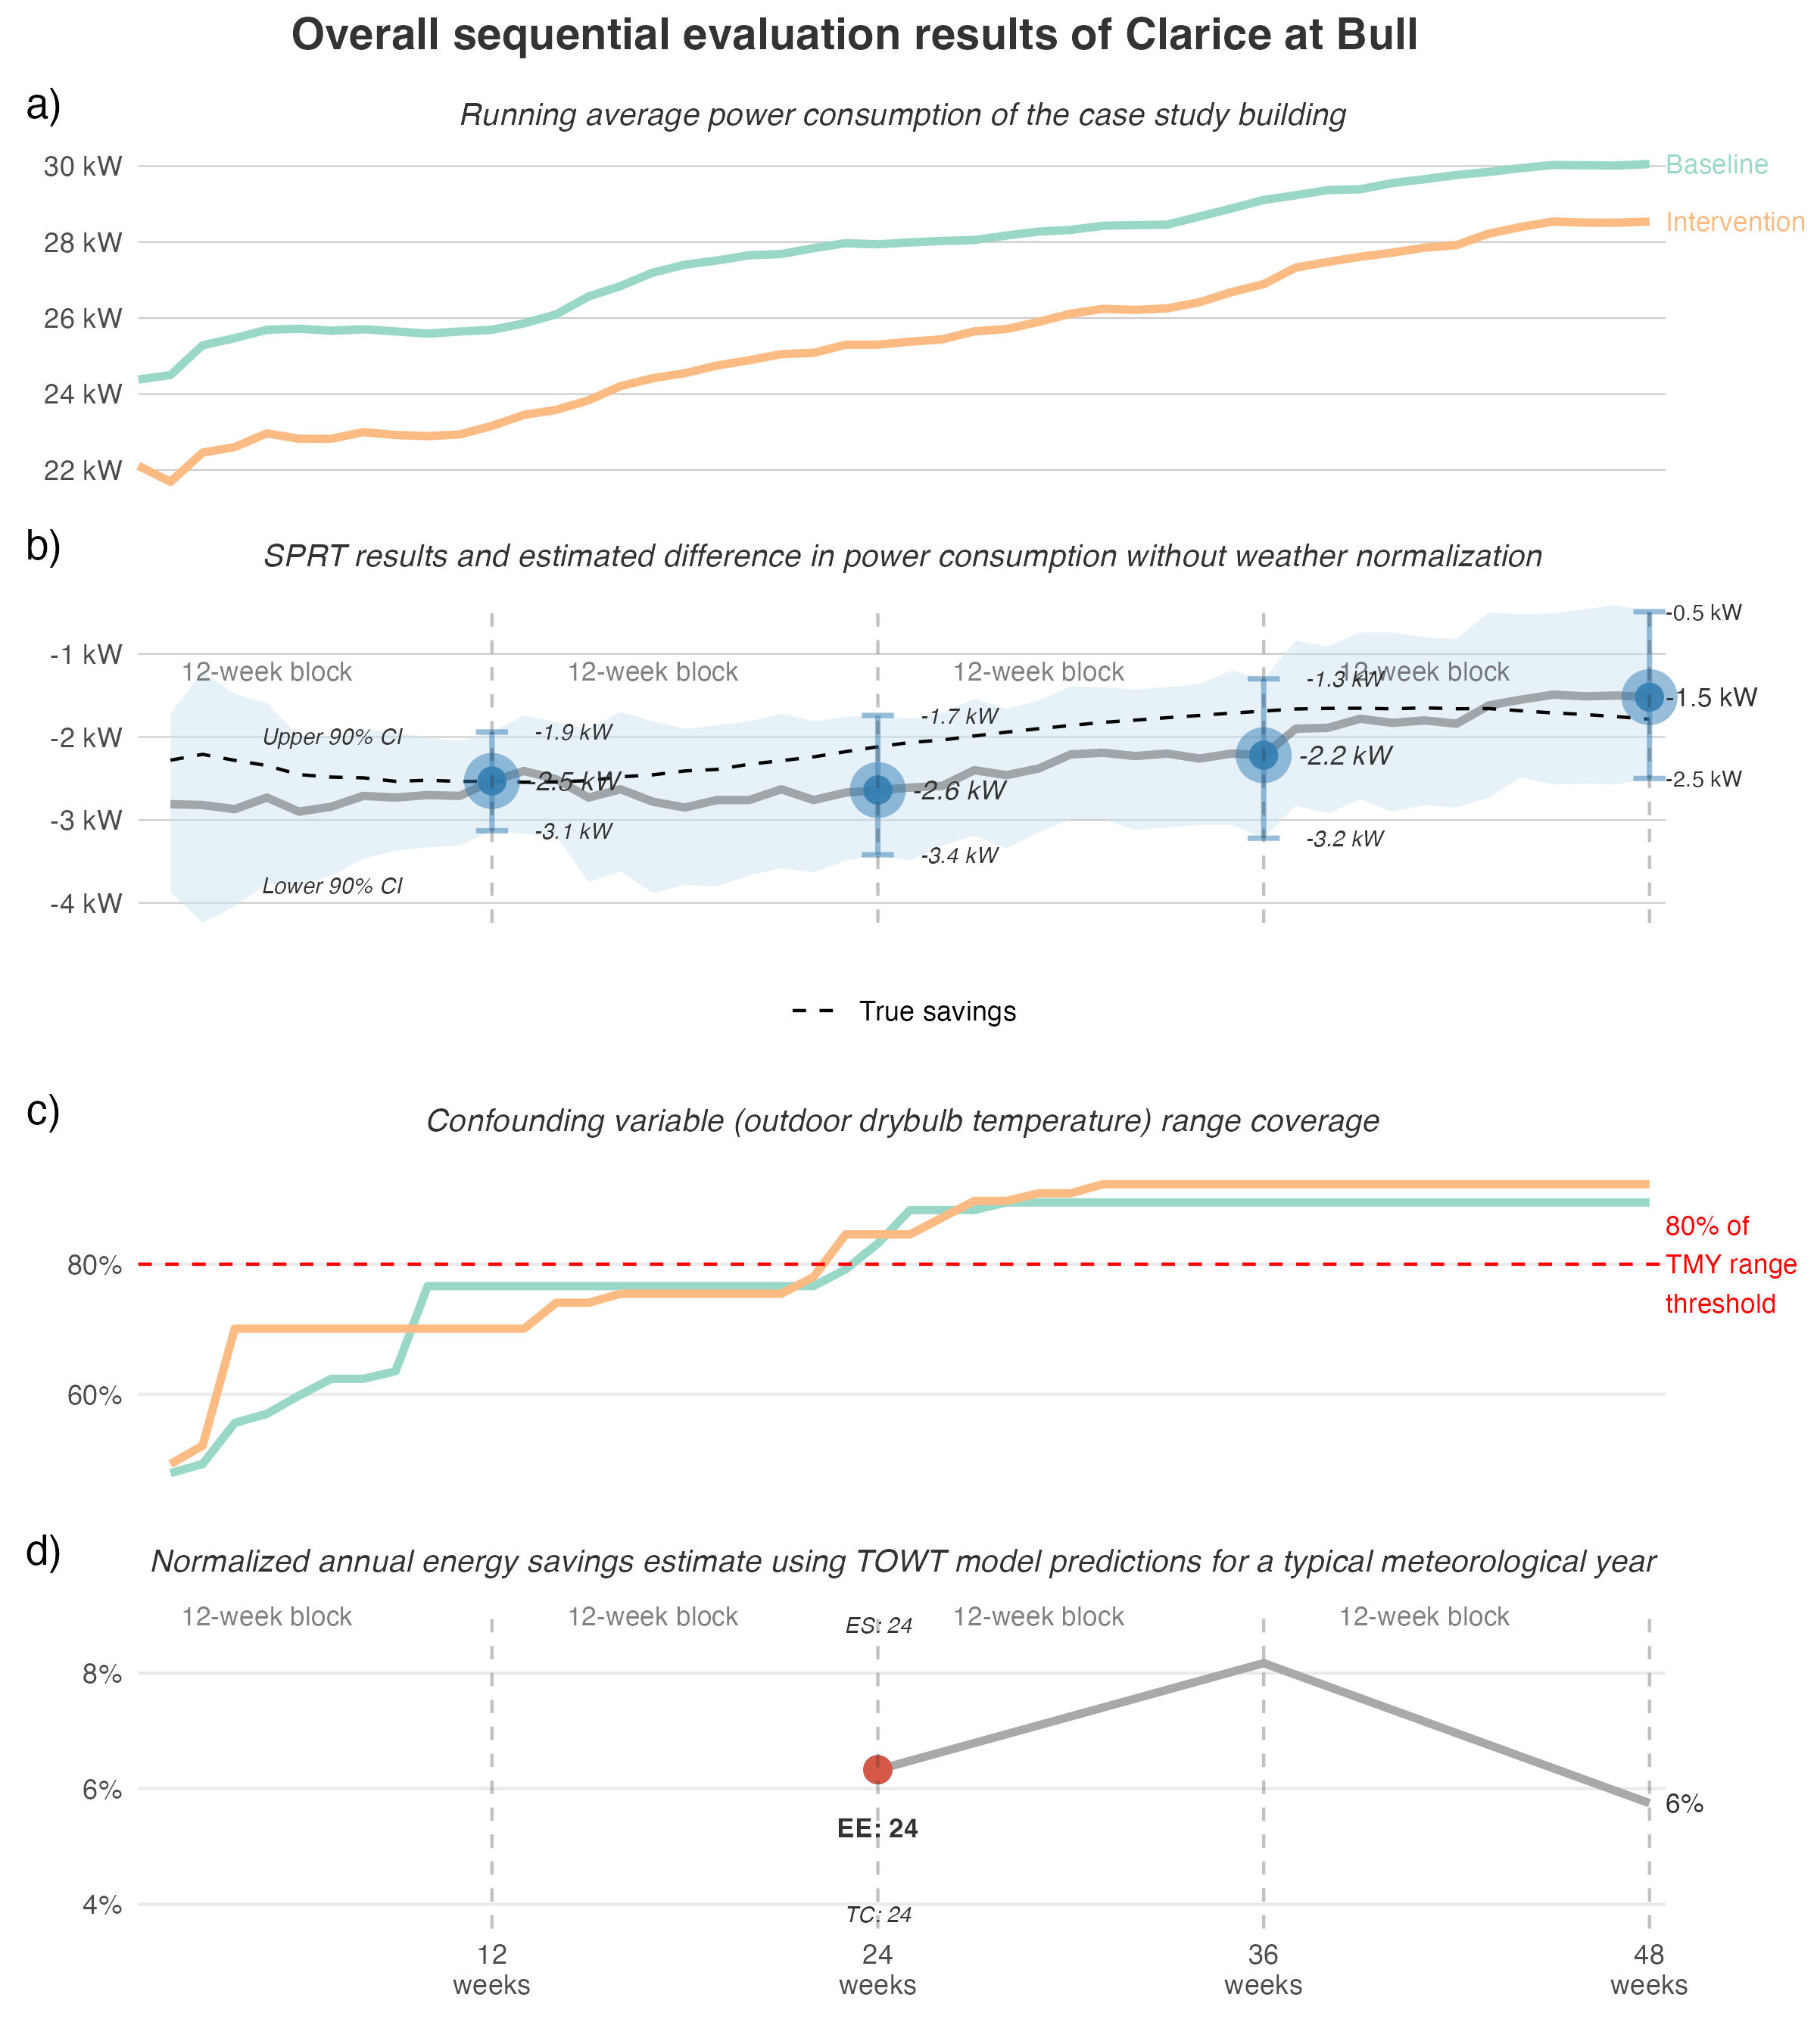 Overall sequential evaluation results of Clarice at Bull
a)
Running average power consumption of the case study building
30 kW
28 kW
26 kW
24 kW
22 kW
Baseline
Intervention
b)
SPRT results and estimated difference in power consumption without weather normalization
-1 kW
-2 kW
-3 kW
-4 kW
12-week block
12-week block
12-week block
12-week block
Upper 90% CI
Lower 90% CI
-1.9 kW
-2.5 kW
-3.1 kW
-1.7 kW
-2.6 kW
-3.4 kW
-1.3 kW
-2.2 kW
-3.2 kW
-0.5 kW
-1.5 kW
-2.5 kW
True savings
c)
Confounding variable (outdoor drybulb temperature) range coverage
80%
60%
80% of
TMY range
threshold
d)
Normalized annual energy savings estimate using TOWT model predictions for a typical meteorological year
12-week block
12-week block
12-week block
12-week block
ES: 24
8%
6%
4%
EE: 24
TC: 24
6%
12
weeks
24
weeks
36
weeks
48
weeks